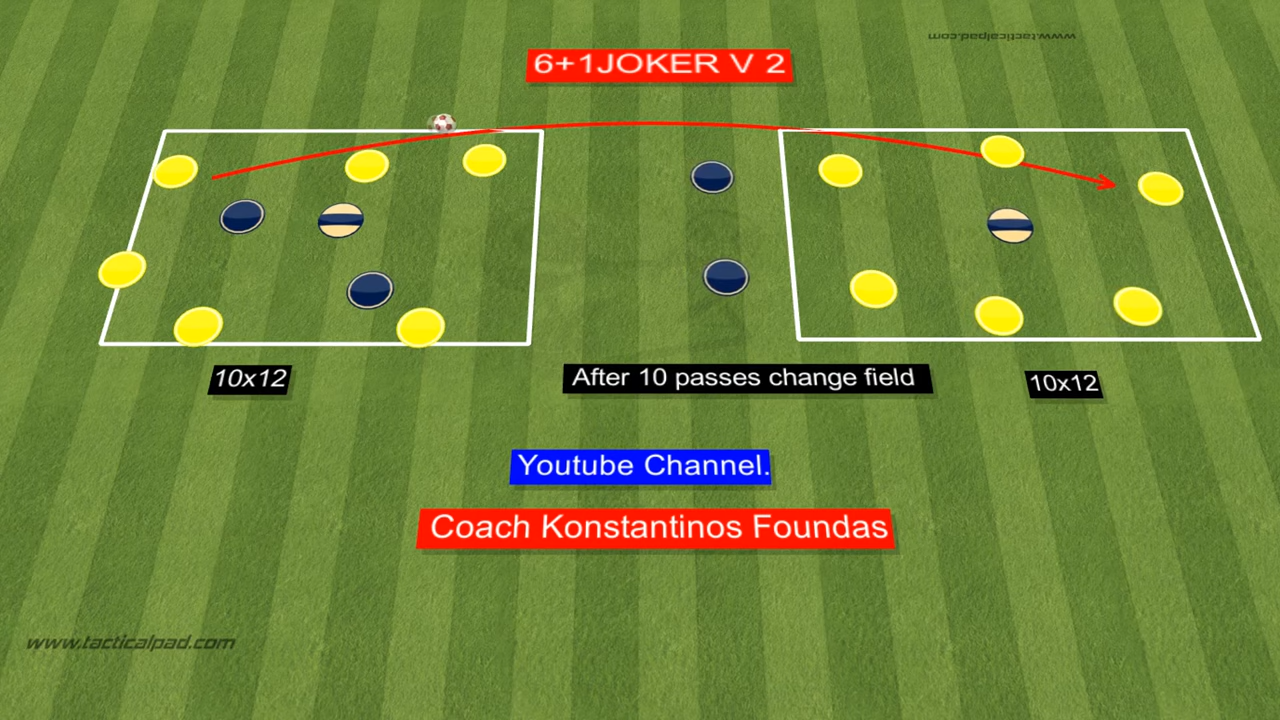 www.tacticalpad.com
6+1JOKER V 2
10x12
After 10 passes change field
10x12
Youtube Channel.
Coach Konstantinos Foundas
www.tacticalpad.com